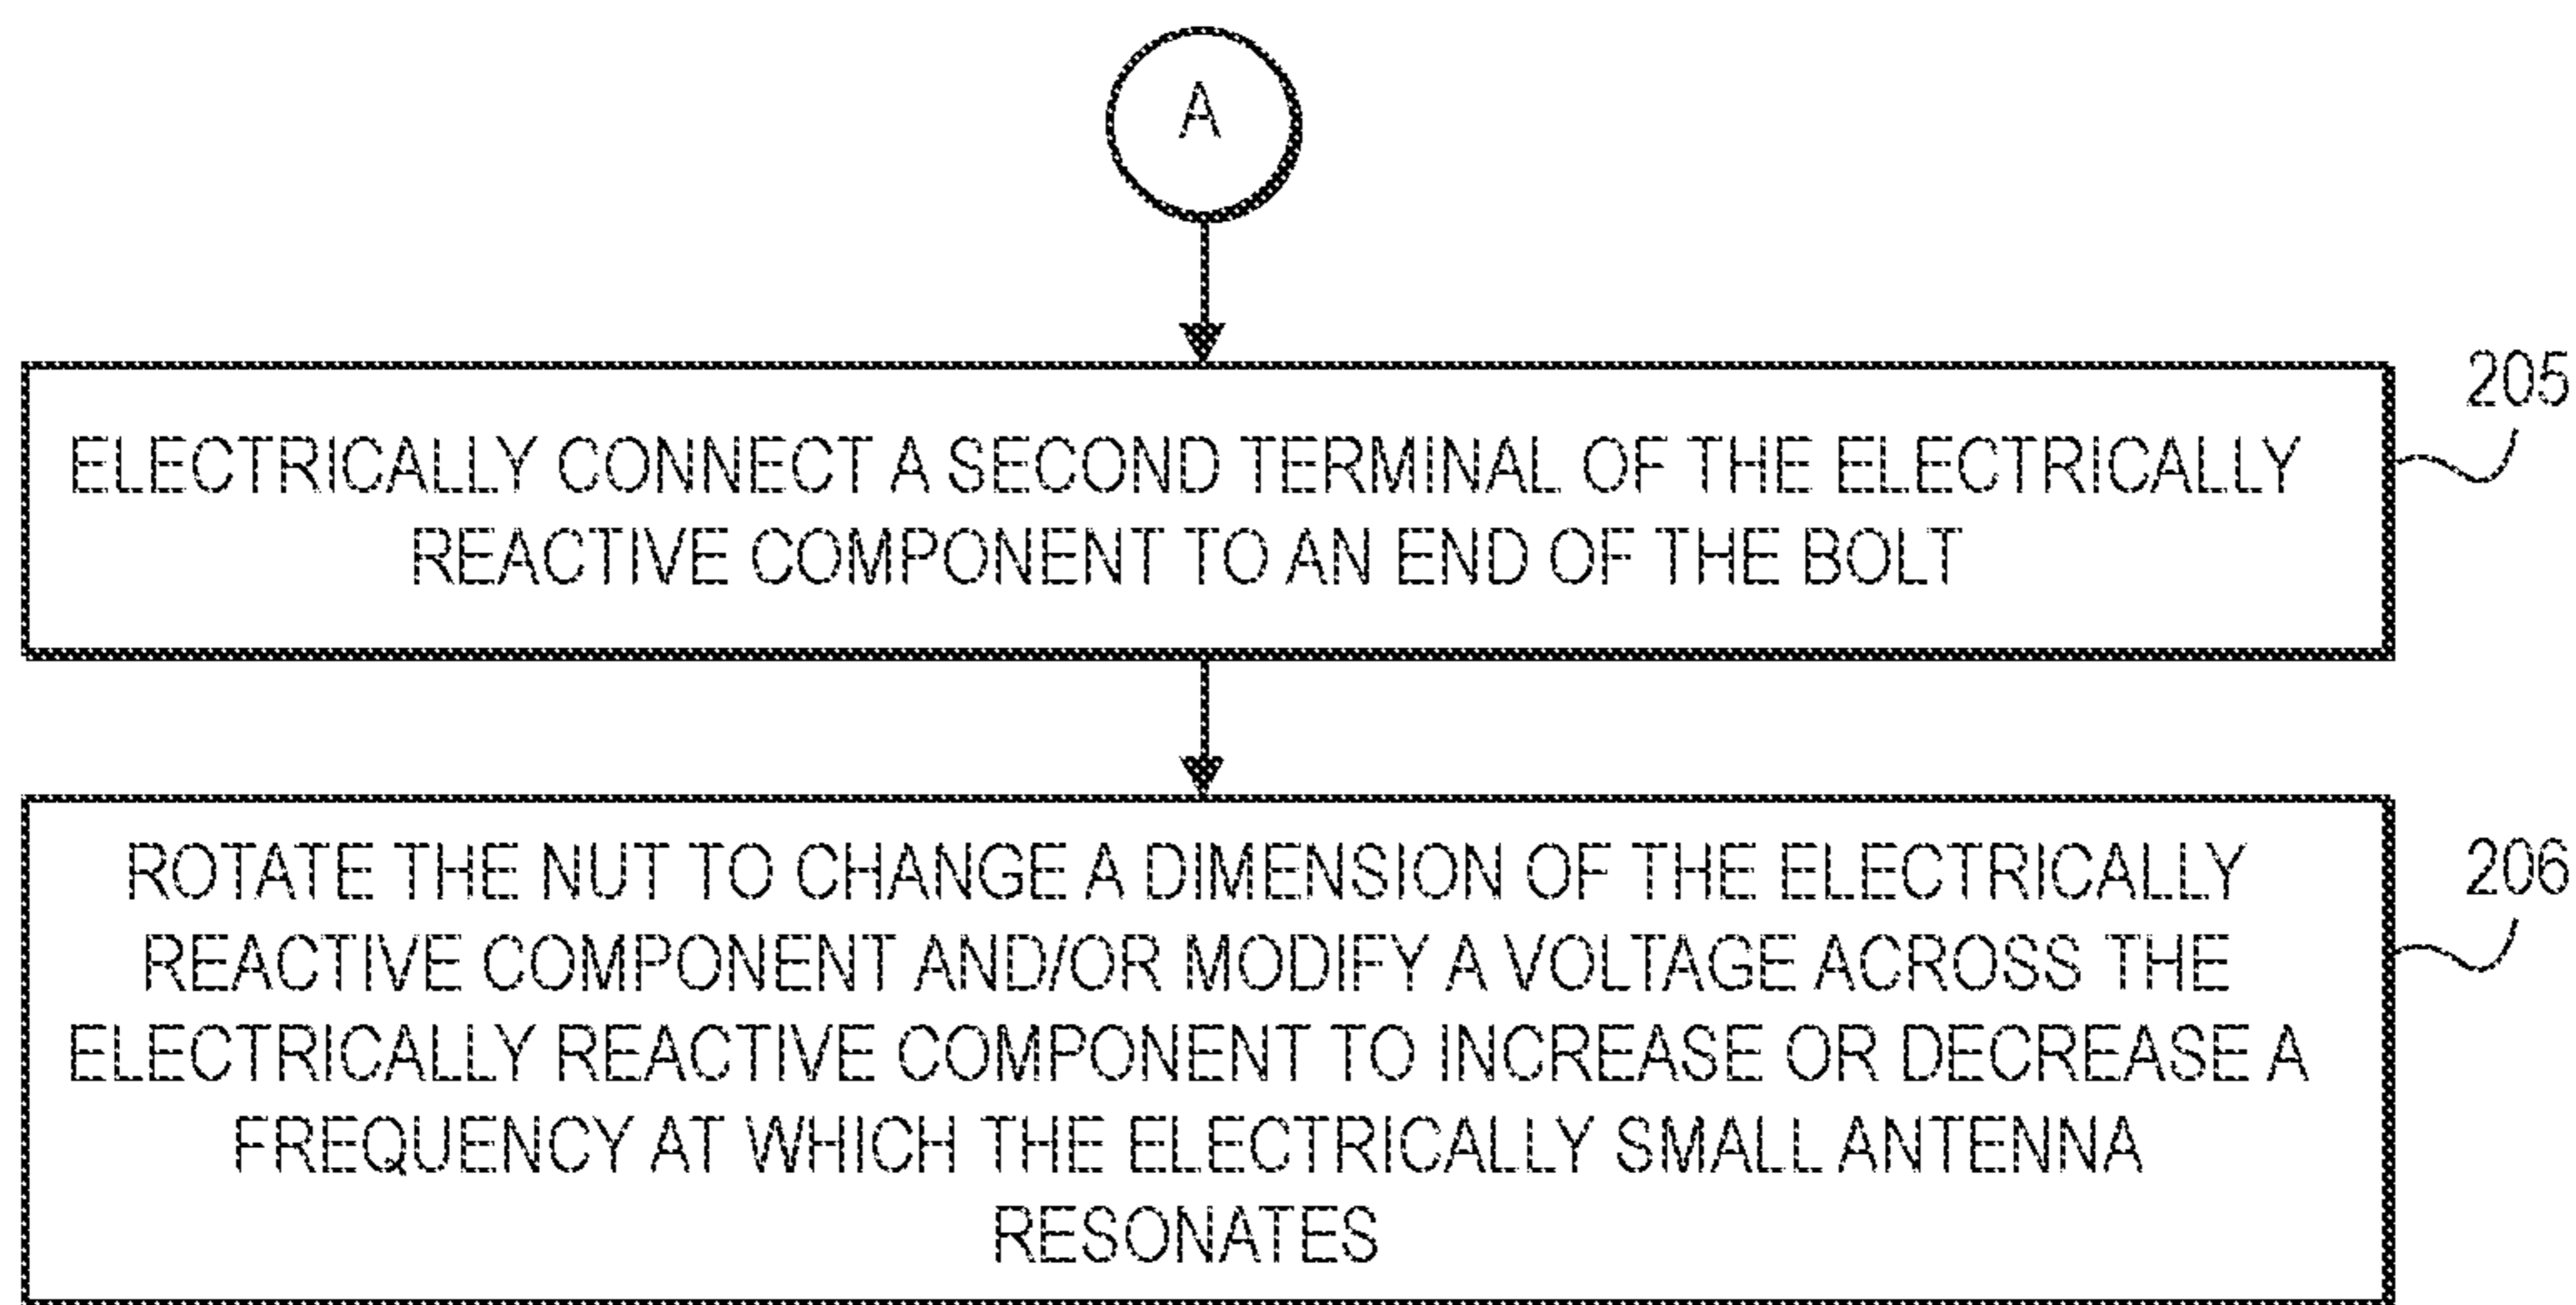 A
205
ELECTRICALLY CONNECT A SECOND TERMINAL OF THE ELECTRICALLY
REACTIVE COMPONENT TO AN END OF THE BOLT
206
ROTATE THE NUT TO CHANGE A DIMENSION OF THE ELECTRICALLY
REACTIVE COMPONENT AND/OR MODIFY A VOLTAGE ACROSS THE
ELECTRICALLY REACTIVE COMPONENT TO INCREASE OR DECREASE A
FREQUENCY AT WHICH THE ELECTRICALLY SMALL ANTENNA
RESONATES